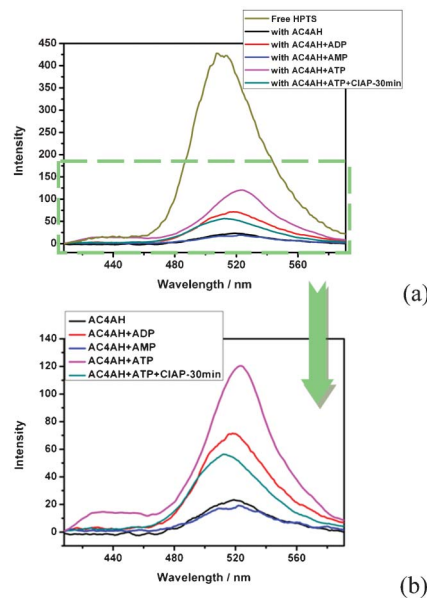 Free HPTS
with AC4AH
with AC4AH+ADP
with AC4AH+AMP
with AC4AH+ATP
with AC4AH+ATP+CIAP-30min
450
400
350
300
250
200
150
100
50
0
Intensity
440
480
520
560
Wavelength / nm
(a)
AC4AH
AC4AH+ADP
AC4AH+AMP
AC4AH+ATP
AC4AH+ATP+CIAP-30min
140
120
100
80
60
40
20
0
Intensity
440
480
520
560
Wavelength / nm
(b)